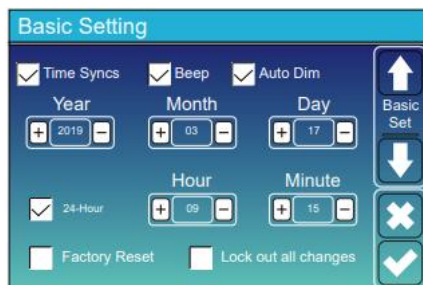 Basic Setting
Time Syncs Beep Auto Dim
Year Month Day
+ 2019 − + 03 − + 17 −
Basic
Set
Hour Minute
24-Hour + 09 − + 15 −
Factory Reset Lock out all changes